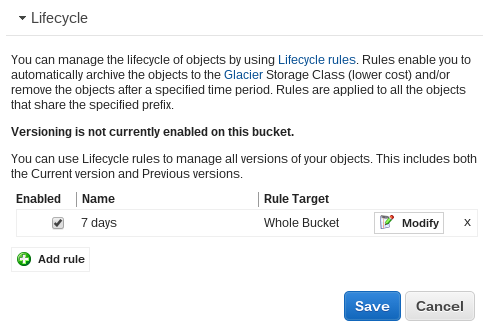 Lifecycle
You can manage the lifecycle of objects by using Lifecycle rules. Rules enable you to
automatically archive the objects to the Glacier Storage Class (lower cost) and/or
remove the objects after a specified time period. Rules are applied to all the objects
that share the specified prefix.
Versioning is not currently enabled on this bucket.
You can use Lifecycle rules to manage all versions of your objects. This includes both
the Current version and Previous versions.
Enabled Name Rule Target
7 days Whole Bucket Modify x
Add rule
Save Cancel